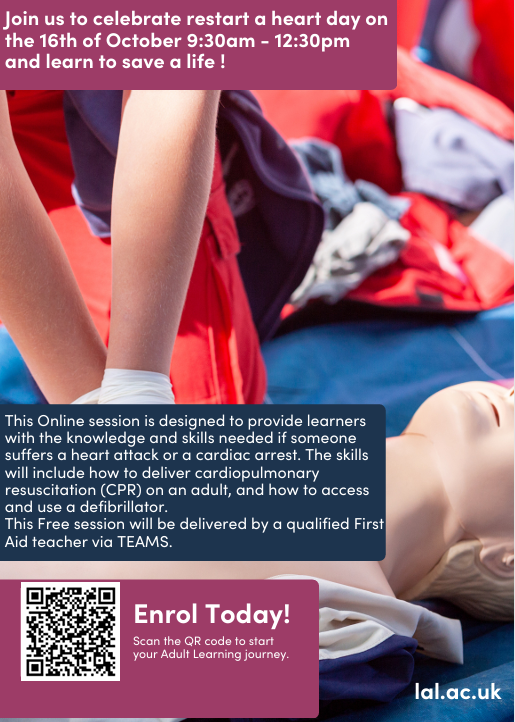 Join us to celebrate restart a heart day on
the 16th of October 9:30am - 12:30pm
and learn to save a life !
This Online session is designed to provide learners
with the knowledge and skills needed if someone
suffers a heart attack or a cardiac arrest. The skills
will include how to deliver cardiopulmonary
resuscitation (CPR) on an adult, and how to access
and use a defibrillator.
This Free session will be delivered by a qualified First
Aid teacher via TEAMS.
Enrol Today!
Scan the QR code to start
your Adult Learning journey.
lal.ac.uk